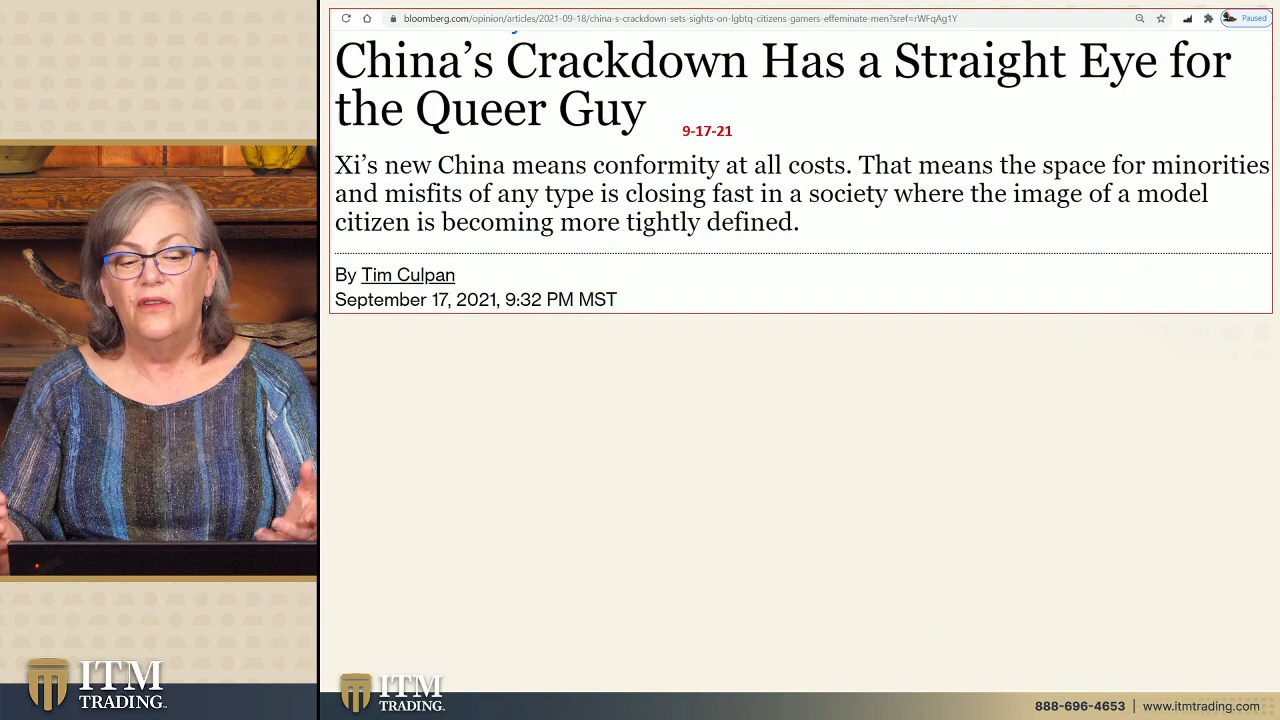 bloomberg.com/opinion/articles/2021-09-18/china-s-crackdown-sets-sights-on-lgbtq-citizens-gamers-effeminate-men?sref=rWFqAg1Y
Paused
China's Crackdown Has a Straight Eye for
the Queer Guy
9-17-21
Xi's new China means conformity at all costs. That means the space for minorities
and misfits of any type is closing fast in a society where the image of a model
citizen is becoming more tightly defined.
By Tim Culpan
September 17, 2021, 9:32 PM MST
ITM
TRADING
ITM
TRADING
888-696-4653 | www.itmtrading.com